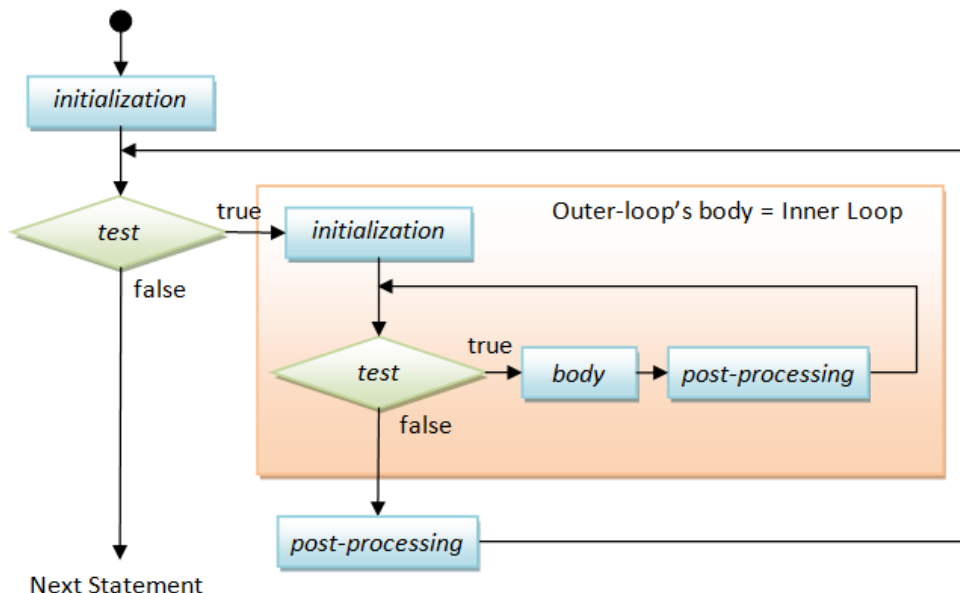 initialization
test
true
false
Outer-loop's body = Inner Loop
initialization
test
true
body
post-processing
false
post-processing
Next Statement